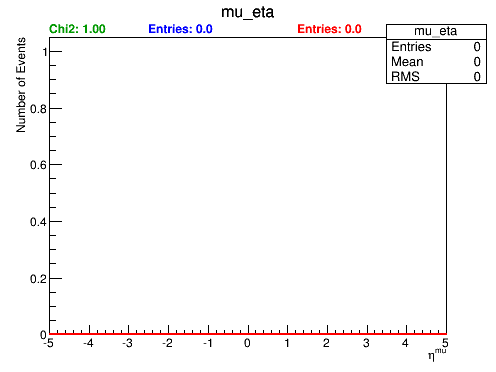 mu_eta
Chi2: 1.00 Entries: 0.0 Entries: 0.0
mu_eta
Entries 0
Mean 0
RMS 0
Number of Events
1
0.8
0.6
0.4
0.2
0
-5 -4 -3 -2 -1 0 1 2 3 4 5
η^mu